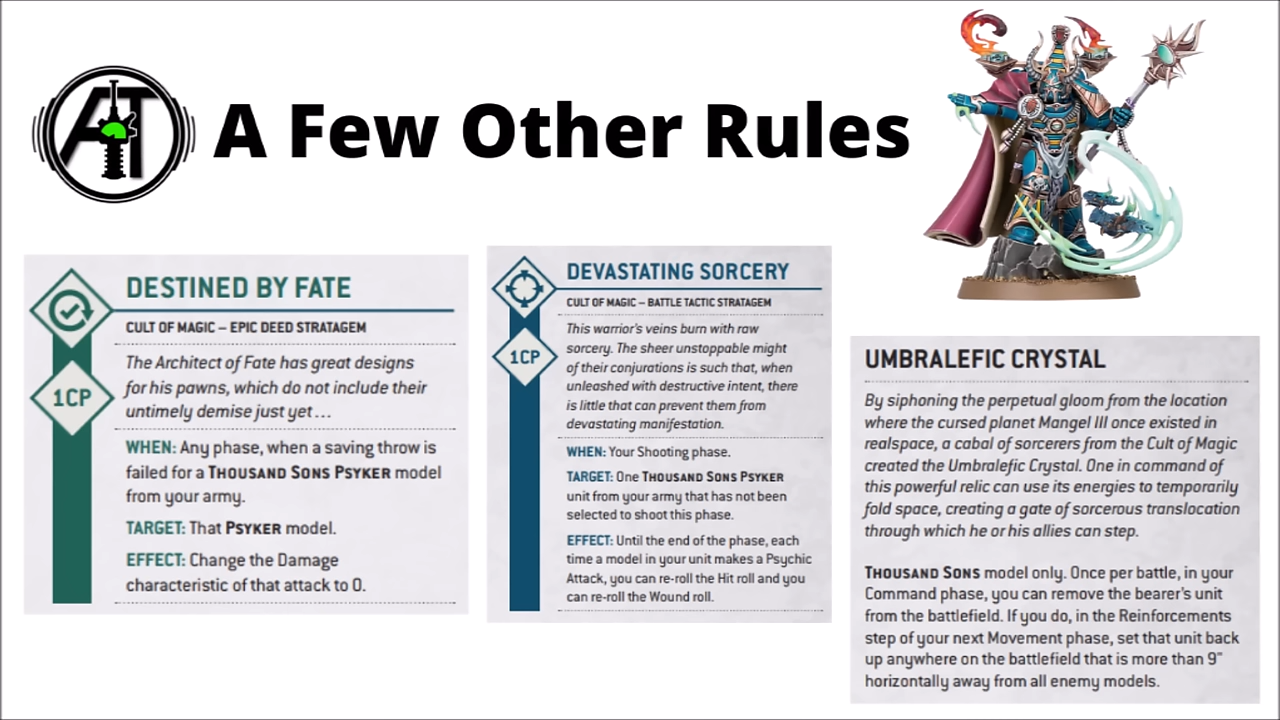 AT
A Few Other Rules
DESTINED BY FATE
CULT OF MAGIC – EPIC DEED STRATAGEM
1CP
The Architect of Fate has great designs
for his pawns, which do not include their
untimely demise just yet…
WHEN: Any phase, when a saving throw is
failed for a THOUSAND SONS PSYKER model
from your army.
TARGET: That PSYKER model.
EFFECT: Change the Damage
characteristic of that attack to 0.
DEVASTATING SORCERY
CULT OF MAGIC – BATTLE TACTIC STRATAGEM
1CP
This warrior's veins burn with raw
sorcery. The sheer unstoppable might
of their conjurations is such that, when
unleashed with destructive intent, there
is little that can prevent them from
devastating manifestation.
WHEN: Your Shooting phase.
TARGET: One THOUSAND SONS PSYKER
unit from your army that has not been
selected to shoot this phase.
EFFECT: Until the end of the phase, each
time a model in your unit makes a Psychic
Attack, you can re-roll the Hit roll and you
can re-roll the Wound roll.
UMBRALEFIC CRYSTAL
By siphoning the perpetual gloom from the location
where the cursed planet Mangel III once existed in
realspace, a cabal of sorcerers from the Cult of Magic
created the Umbralefic Crystal. One in command of
this powerful relic can use its energies to temporarily
fold space, creating a gate of sorcerous translocation
through which he or his allies can step.
THOUSAND SONS model only. Once per battle, in your
Command phase, you can remove the bearer's unit
from the battlefield. If you do, in the Reinforcements
step of your next Movement phase, set that unit back
up anywhere on the battlefield that is more than 9"
horizontally away from all enemy models.